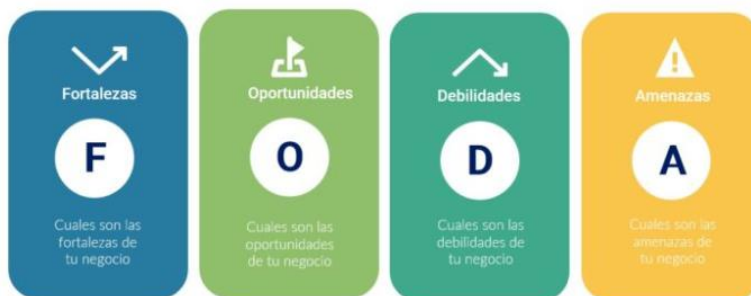 Fortalezas
F
Cuales son las
fortalezas de
tu negocio
Oportunidades
O
Cuales son las
oportunidades
de tu negocio
Debilidades
D
Cuales son las
debilidades de
tu negocio
Amenazas
A
Cuales son las
amenazas de
tu negocio